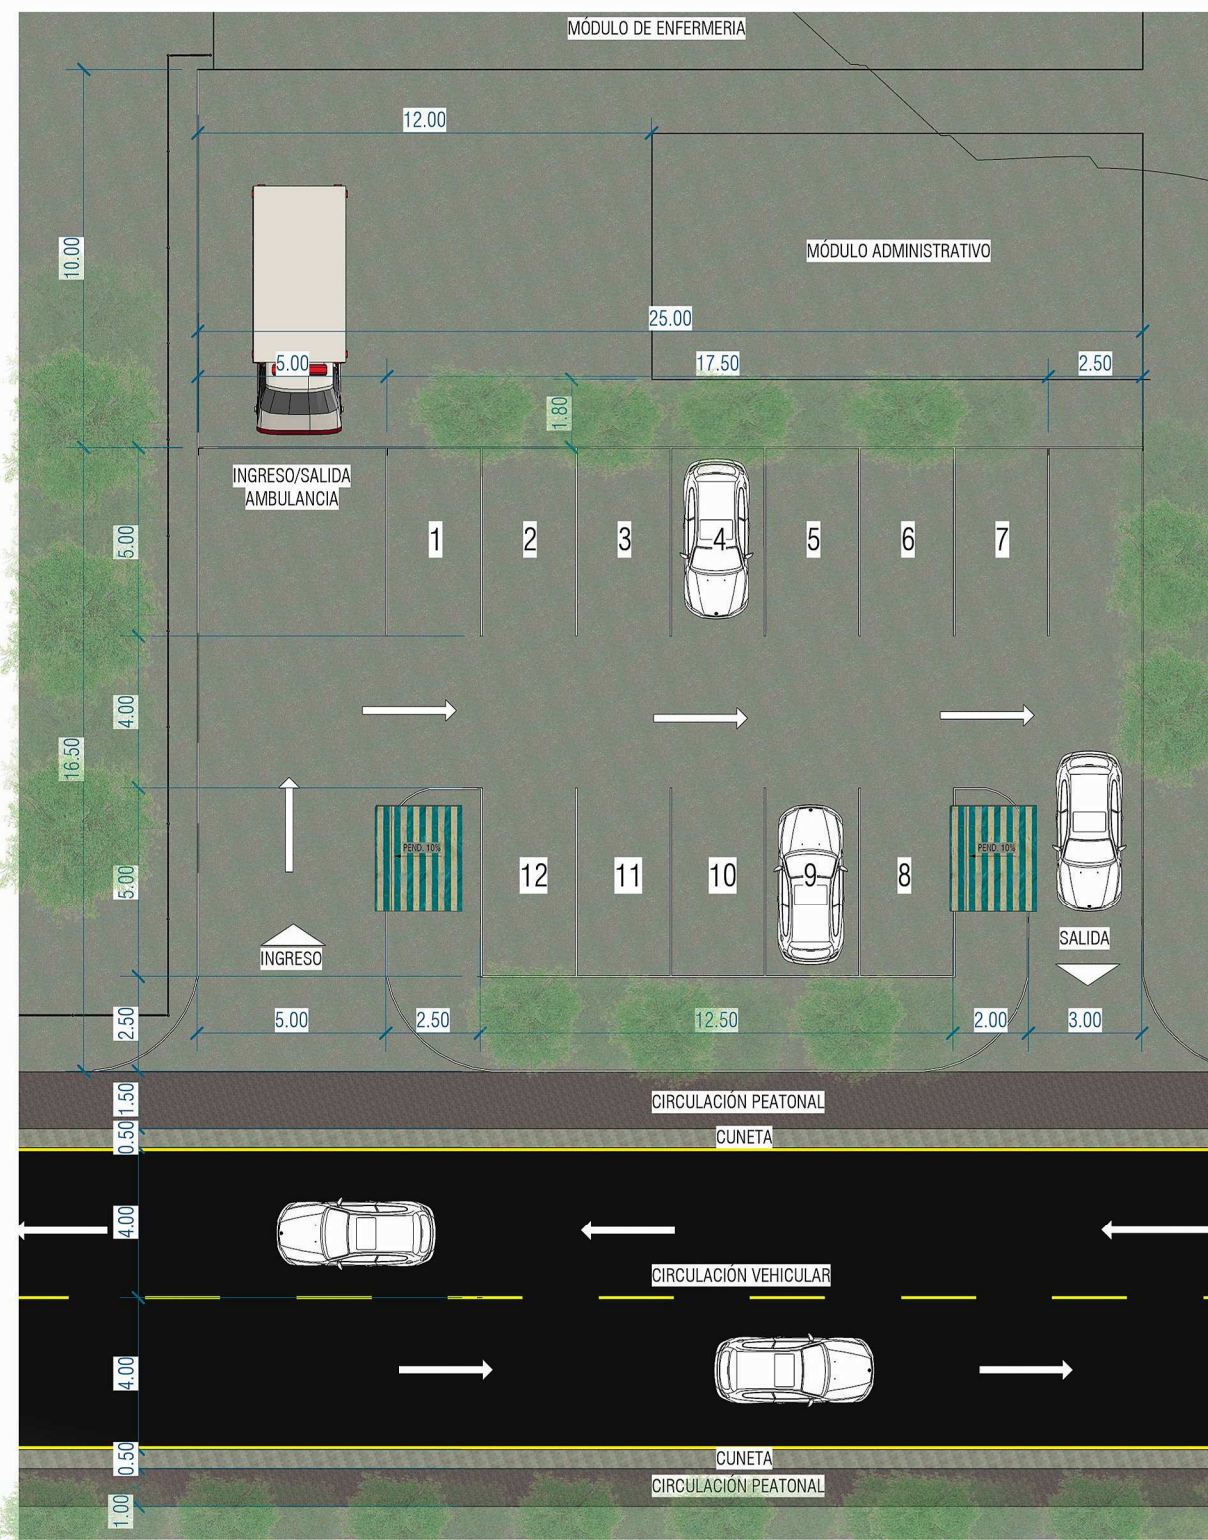 MÓDULO DE ENFERMERIA
12.00
10.00
MÓDULO ADMINISTRATIVO
25.00
5.00
17.50
2.50
1.80
INGRESO/SALIDA
AMBULANCIA
5.00
1
2
3
4
5
6
7
4.00
16.50
PEND. 10%
PEND. 10%
5.00
12
11
10
9
8
INGRESO
SALIDA
2.50
5.00
2.50
12.50
2.00
3.00
1.50
CIRCULACIÓN PEATONAL
0.50
CUNETA
4.00
CIRCULACIÓN VEHICULAR
4.00
0.50
CUNETA
CIRCULACIÓN PEATONAL
1.00